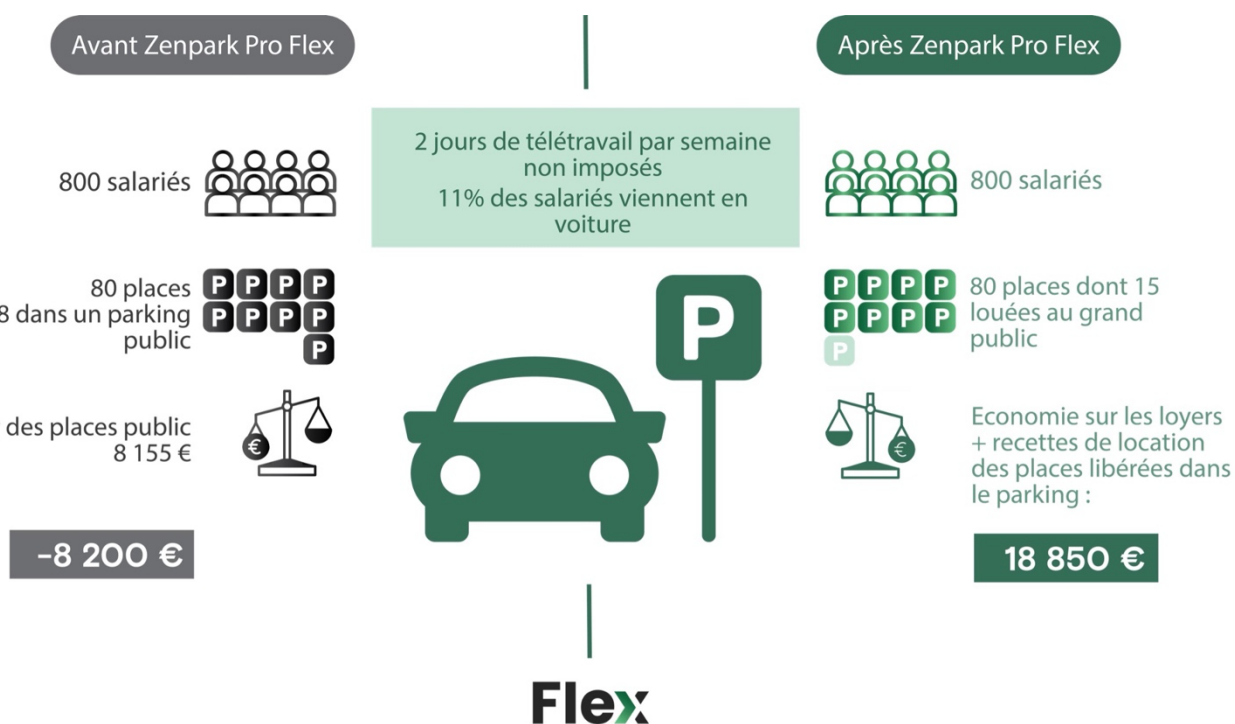 Avant Zenpark Pro Flex
800 salariés
80 places
8 dans un parking
public
des places public
8 155 €
-8 200 €
2 jours de télétravail par semaine
non imposés
11% des salariés viennent en
voiture
P
Après Zenpark Pro Flex
800 salariés
80 places dont 15
louées au grand
public
Economie sur les loyers
+ recettes de location
des places libérées dans
le parking :
18 850 €
P P P P
P P P P
P
€
P P P P
P P P P
P
€
Flex